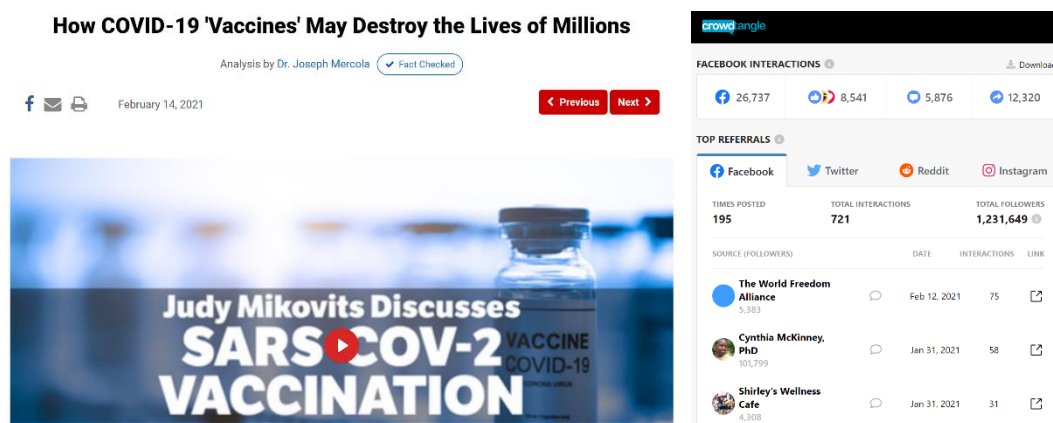 How COVID-19 'Vaccines' May Destroy the Lives of Millions
Analysis by Dr. Joseph Mercola Fact Checked
February 14, 2021
Previous Next
Judy Mikovits Discusses
SARS-COV-2
VACCINATION
VACCINE
COVID-19
CORONA VIRUS
crowdtangle
FACEBOOK INTERACTIONS Download
26,737 8,541 5,876 12,320
TOP REFERRALS
Facebook Twitter Reddit Instagram
TIMES POSTED TOTAL INTERACTIONS TOTAL FOLLOWERS
195 721 1,231,649
SOURCE (FOLLOWERS) DATE INTERACTIONS LINK
The World Freedom
Alliance Feb 12, 2021 75
5,383
Cynthia McKinney,
PhD Jan 31, 2021 58
101,799
Shirley's Wellness
Cafe Jan 31, 2021 31
4,308